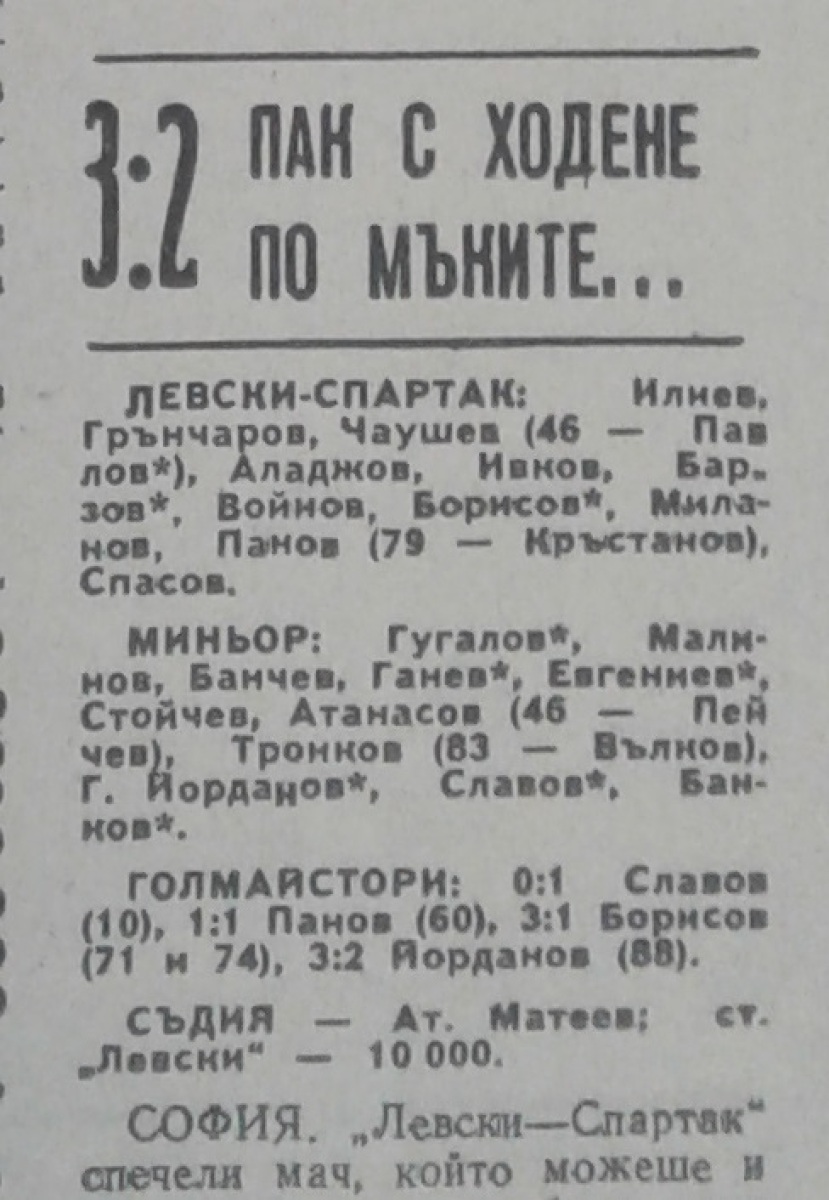 3:2 ПАК С ХОДЕНЕ
ПО МЪКИТЕ...
ЛЕВСКИ-СПАРТАК: Илиев,
Грънчаров, Чаушев (46 — Пав
лов*), Аладжов, Ивков, Бар-
зов*, Войнов, Борисов*, Мила-
нов, Панов (79 — Кръстанов),
Спасов.
МИНЬОР: Гугалов*, Мали-
нов, Банчев, Ганев*, Евгениев*,
Стойчев, Атанасов (46 — Пей
чев), Тронков (83 — Вълков),
Г. Йорданов*, Славов*, Бан-
ков*.
ГОЛМАЙСТОРИ: 0:1 Славов
(10), 1:1 Панов (60), 3:1 Борисов
(71 и 74), 3:2 Йорданов (88).
СЪДИЯ — Ат. Матеев; ст.
„Левски“ — 10 000.
СОФИЯ. „Левски—Спартак“
спечели мач, който можеше и